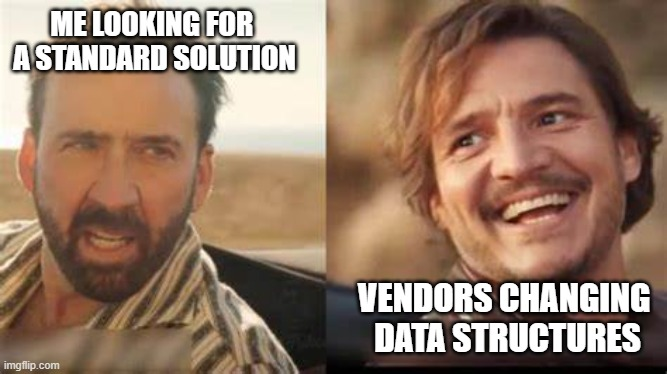 ME LOOKING FOR
A STANDARD SOLUTION
VENDORS CHANGING
DATA STRUCTURES
imgflip.com